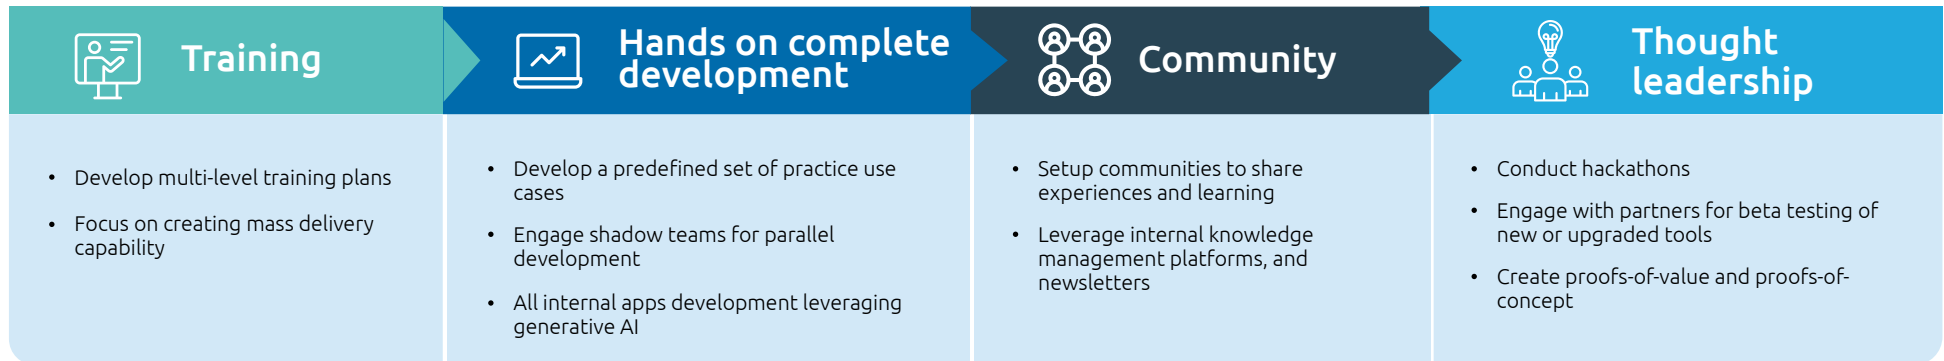 Training
• Develop multi-level training plans
• Focus on creating mass delivery
capability
Hands on complete
development
• Develop a predefined set of practice use
cases
• Engage shadow teams for parallel
development
• All internal apps development leveraging
generative AI
Community
• Setup communities to share
experiences and learning
• Leverage internal knowledge
management platforms, and
newsletters
Thought
leadership
• Conduct hackathons
• Engage with partners for beta testing of
new or upgraded tools
• Create proofs-of-value and proofs-of-
concept